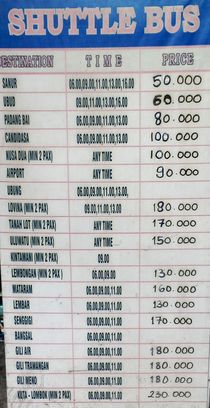 SHUTTLE BUS
DESTINATION TIME PRICE
SANUR 06.00,09.00,11.00,13.00,16.00 50.000
UBUD 09.00,11.00,13.00,16.00 60.000
PADANG BAI 06.00,09.00,11.00,13.00 80.000
CANDIDASA 06.00,09.00,11.00,13.00 100.000
NUSA DUA (MIN 2 PAX) ANY TIME 100.000
AIRPORT ANY TIME 90.000
UBUNG 06.00,09.00,11.00,13.00,
LOVINA (MIN 2 PAX) 09.00,11.00,13.00 180.000
TANAH LOT (MIN 2 PAX) ANY TIME 170.000
ULUWATU (MIN 2 PAX) ANY TIME 150.000
KINTAMANI (MIN 2 PAX) 09.00
LEMBONGAN (MIN 2 PAX) 06.00,09.00 130.000
MATARAM 06.00,09.00,11.00 160.000
LEMBAR 06.00,09.00,11.00 130.000
SENGGIGI 06.00,09.00,11.00 170.000
BANGSAL 06.00,09.00,11.00
GILI AIR 06.00,09.00,11.00 180.000
GILI TRAWANGAN 06.00,09.00,11.00 180.000
GILI MENO 06.00,09.00,11.00 180.000
KUTA - LOMBOK (MIN 2 PAX) 06.00,09.00,11.00 230.000